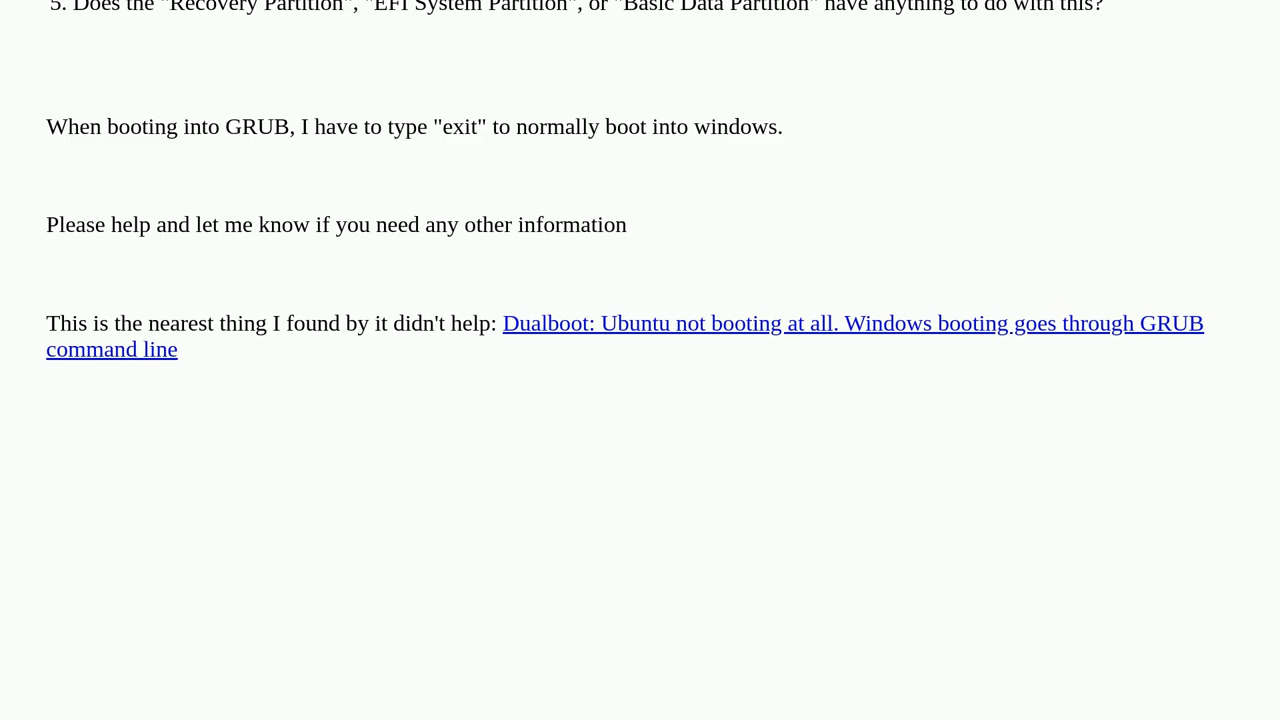 5. Does the "Recovery Partition", "EFI System Partition", or "Basic Data Partition" have anything to do with this?
When booting into GRUB, I have to type "exit" to normally boot into windows.
Please help and let me know if you need any other information
This is the nearest thing I found by it didn't help: Dualboot: Ubuntu not booting at all. Windows booting goes through GRUB
command line